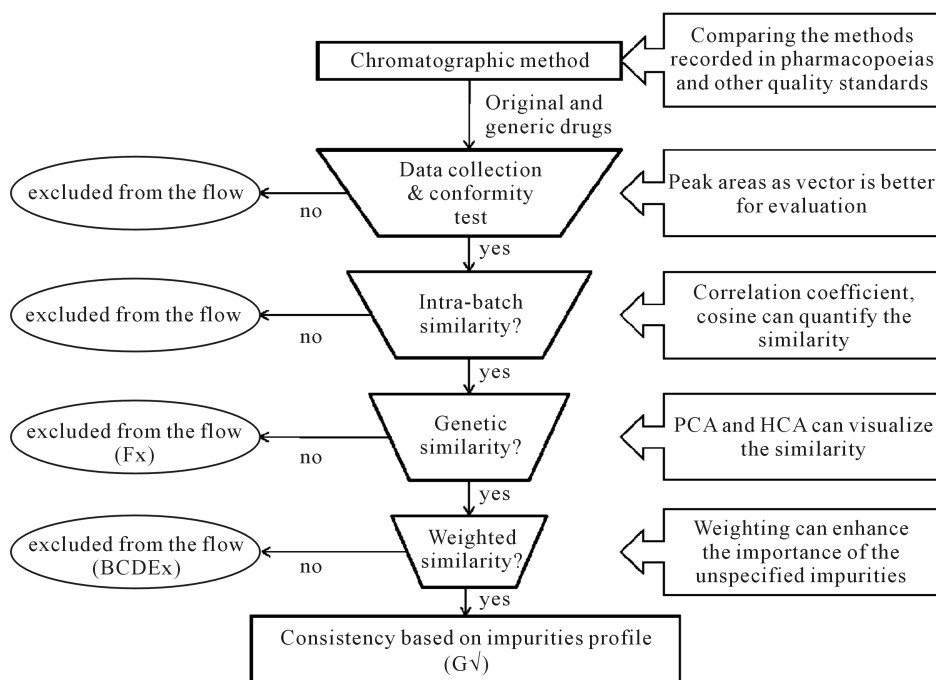 Chromatographic method
Comparing the methods
recorded in pharmacopoeias
and other quality standards
Original and
generic drugs
excluded from the flow
no
Data collection
& conformity
test
Peak areas as vector is better
for evaluation
yes
excluded from the flow
no
Intra-batch
similarity?
Correlation coefficient,
cosine can quantify the
similarity
yes
excluded from the flow
(Fx)
no
Genetic
similarity?
PCA and HCA can visualize
the similarity
yes
excluded from the flow
(BCDEx)
no
Weighted
similarity?
Weighting can enhance
the importance of the
unspecified impurities
yes
Consistency based on impurities profile
(G√)